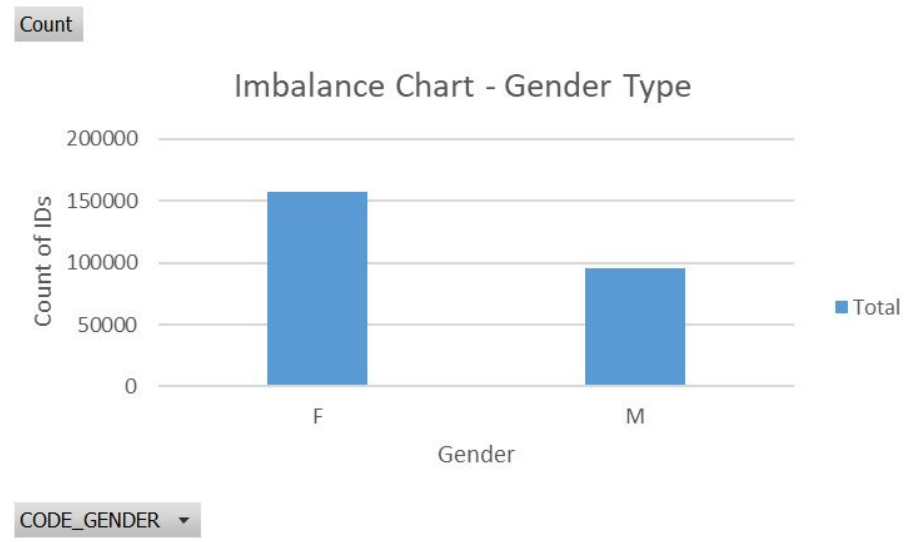 Count
Imbalance Chart - Gender Type
200000
150000
100000
50000
0
Count of IDs
F
M
Gender
Total
CODE_GENDER